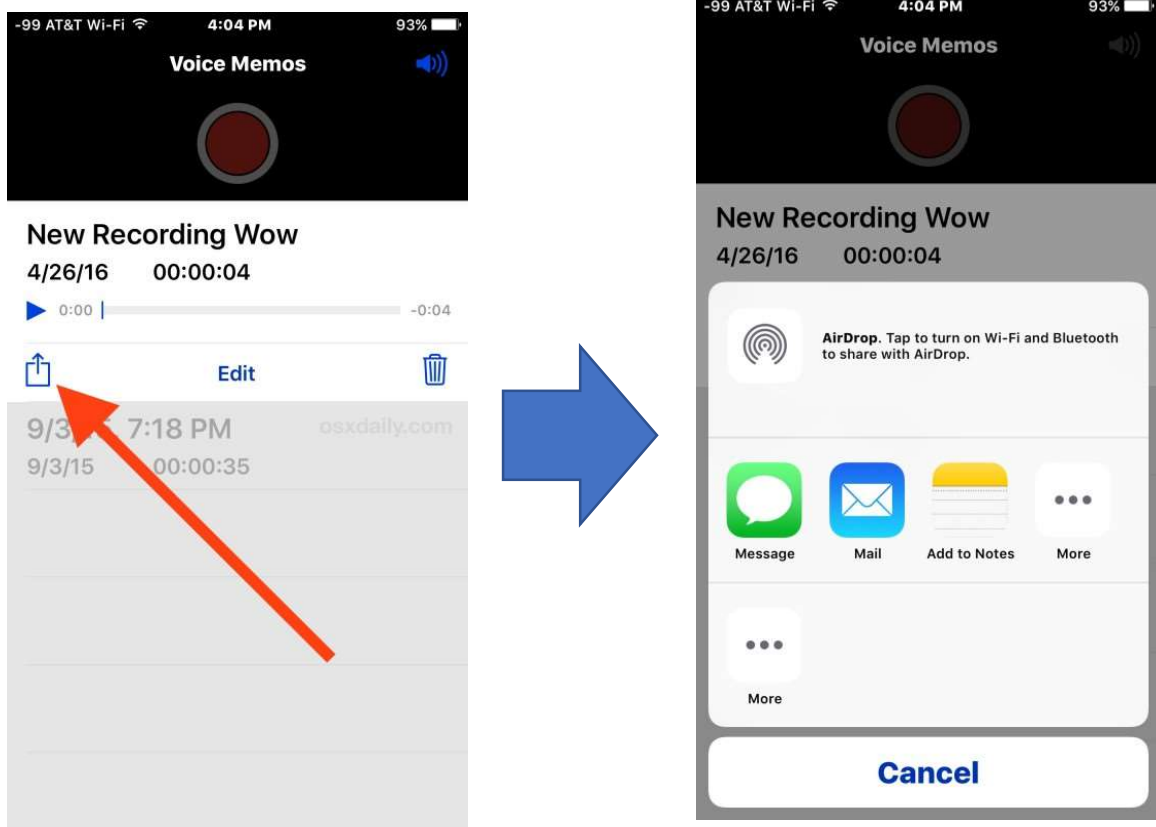 -99 AT&T Wi-Fi 4:04 PM 93%
Voice Memos
New Recording Wow
4/26/16 00:00:04
0:00 -0:04
Edit
9/3/15 7:18 PM osxdaily.com
9/3/15 00:00:35
-99 AT&T Wi-Fi 4:04 PM 93%
Voice Memos
New Recording Wow
4/26/16 00:00:04
AirDrop. Tap to turn on Wi-Fi and Bluetooth
to share with AirDrop.
Message Mail Add to Notes More
More
Cancel